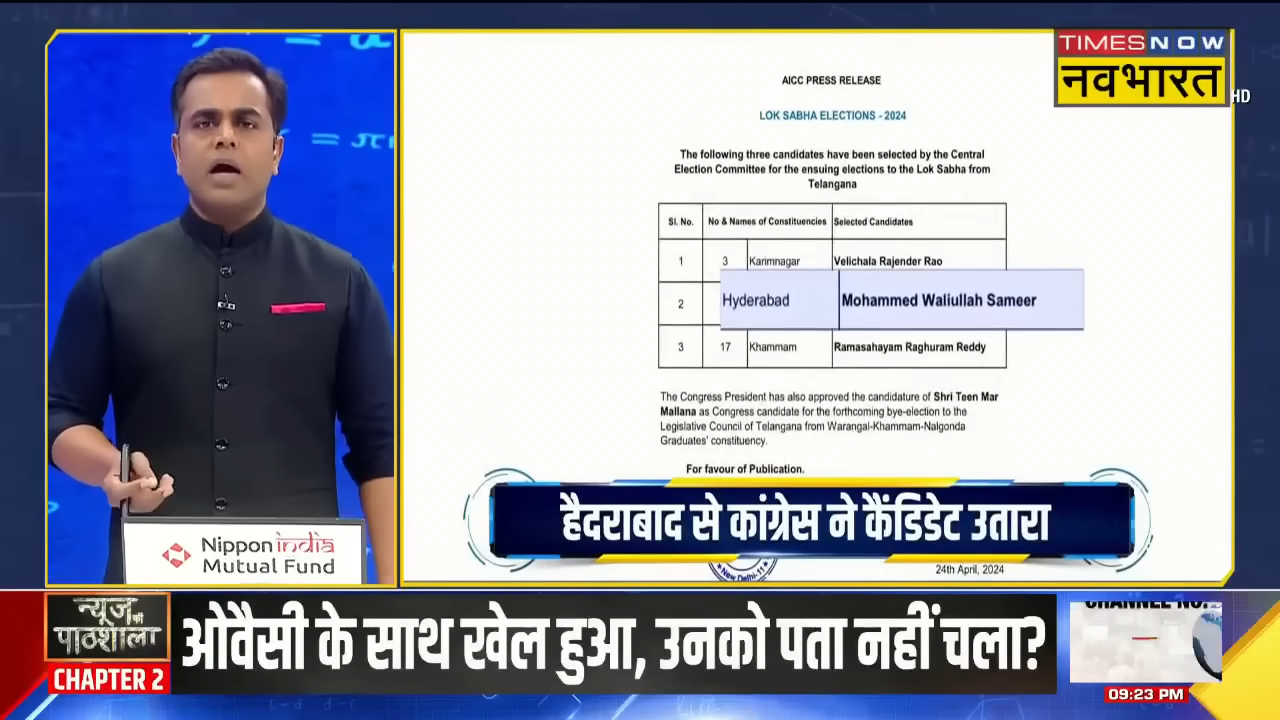 TIMES NOW
नवभारत
HD
AICC PRESS RELEASE
LOK SABHA ELECTIONS - 2024
The following three candidates have been selected by the Central
Election Committee for the ensuing elections to the Lok Sabha from
Telangana
Sl. No. No & Names of Constituencies Selected Candidates
1 3 Karimnagar Velichala Rajender Rao
2 Hyderabad Mohammed Waliullah Sameer
3 17 Khammam Ramasahayam Raghuram Reddy
The Congress President has also approved the candidature of Shri Teen Mar
Mallana as Congress candidate for the forthcoming bye-election to the
Legislative Council of Telangana from Warangal-Khammam-Nalgonda
Graduates' constituency.
For favour of Publication.
हैदराबाद से कांग्रेस ने कैंडिडेट उतारा
New Delhi-11
24th April, 2024
Nippon india
Mutual Fund
न्यूज़ की
पाठशाला
CHAPTER 2
ओवैसी के साथ खेल हुआ, उनको पता नहीं चला?
CHANNEL NO.
09:23 PM